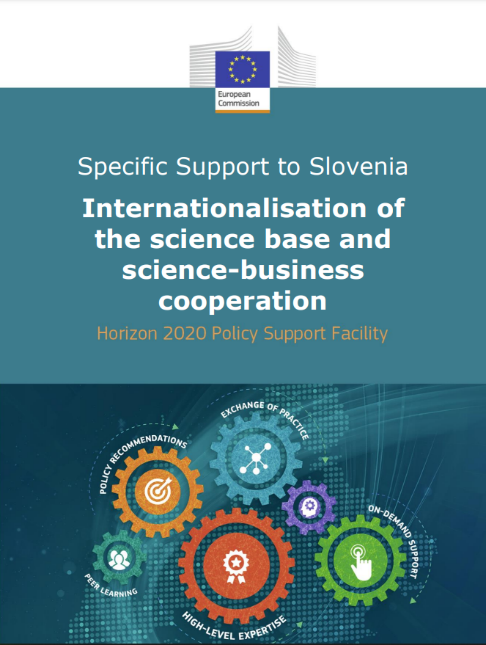 European
Commission
Specific Support to Slovenia
Internationalisation of
the science base and
science-business
cooperation
Horizon 2020 Policy Support Facility
EXCHANGE OF PRACTICE
POLICY RECOMMENDATIONS
ON-DEMAND SUPPORT
PEER LEARNING
HIGH-LEVEL EXPERTISE